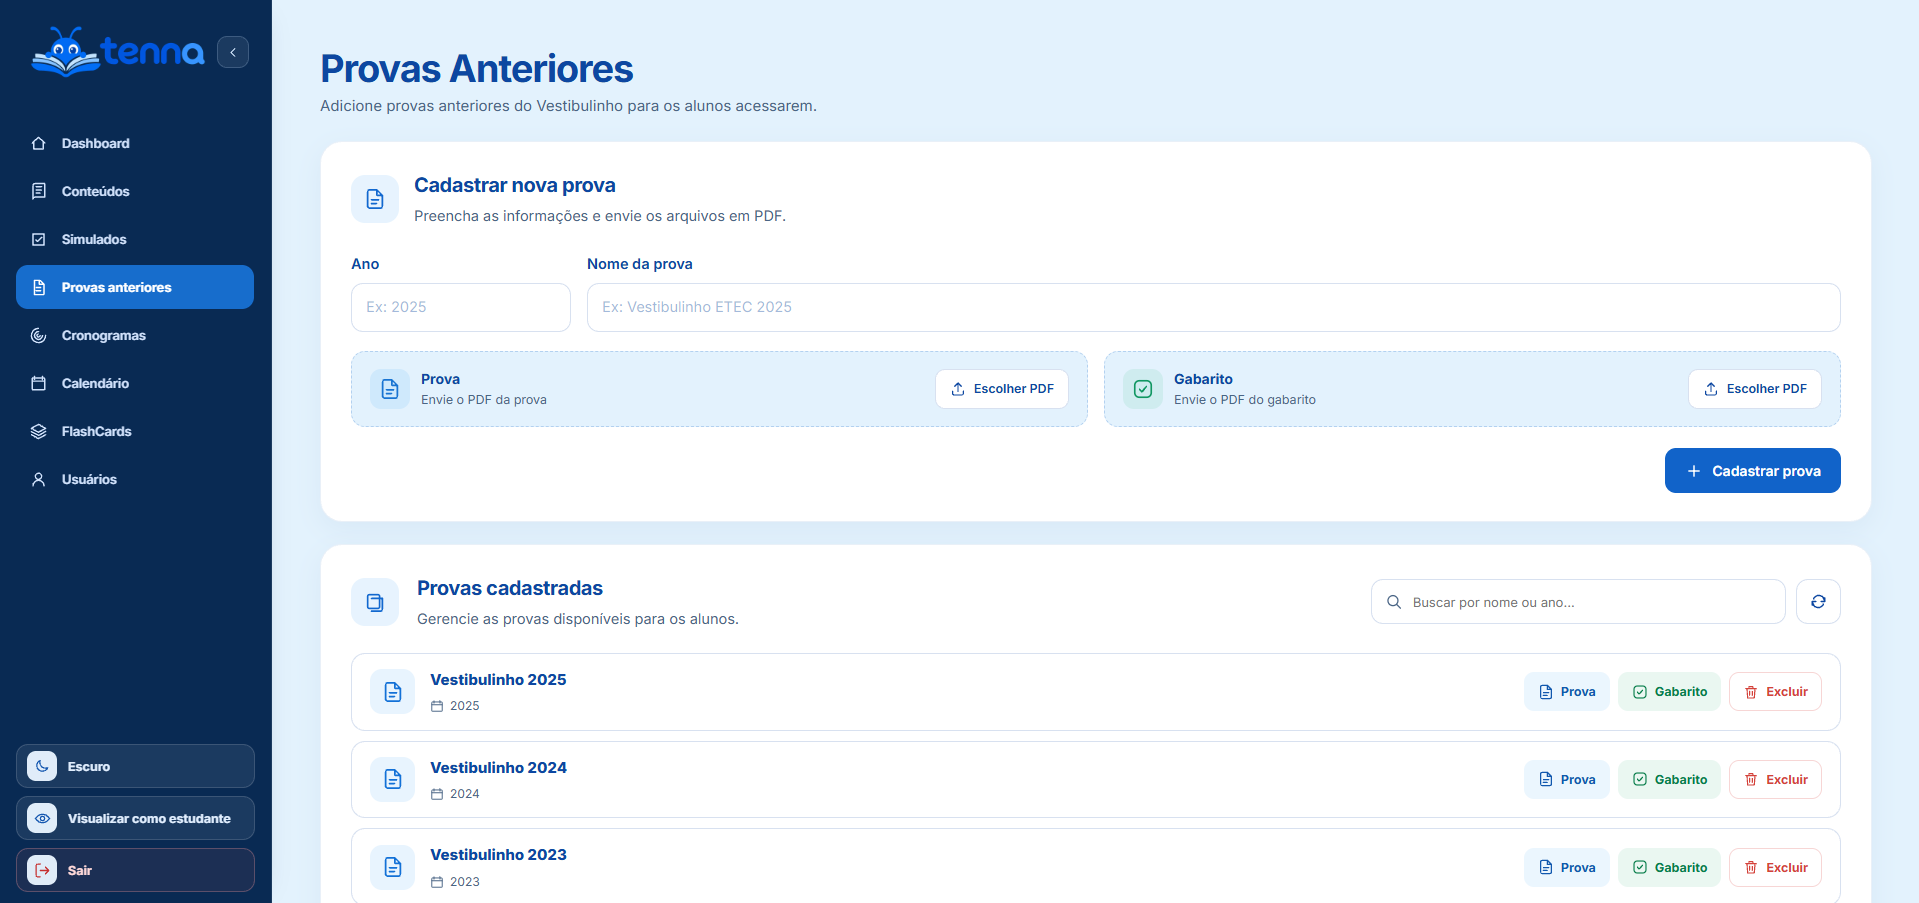 tenna
Dashboard
Conteúdos
Simulados
Provas anteriores
Cronogramas
Calendário
FlashCards
Usuários
Escuro
Visualizar como estudante
Sair
Provas Anteriores
Adicione provas anteriores do Vestibulinho para os alunos acessarem.
Cadastrar nova prova
Preencha as informações e envie os arquivos em PDF.
Ano
Nome da prova
Ex: 2025
Ex: Vestibulinho ETEC 2025
Prova
Envie o PDF da prova
Escolher PDF
Gabarito
Envie o PDF do gabarito
Escolher PDF
Cadastrar prova
Provas cadastradas
Gerencie as provas disponíveis para os alunos.
Buscar por nome ou ano...
Vestibulinho 2025
2025
Prova
Gabarito
Excluir
Vestibulinho 2024
2024
Prova
Gabarito
Excluir
Vestibulinho 2023
2023
Prova
Gabarito
Excluir